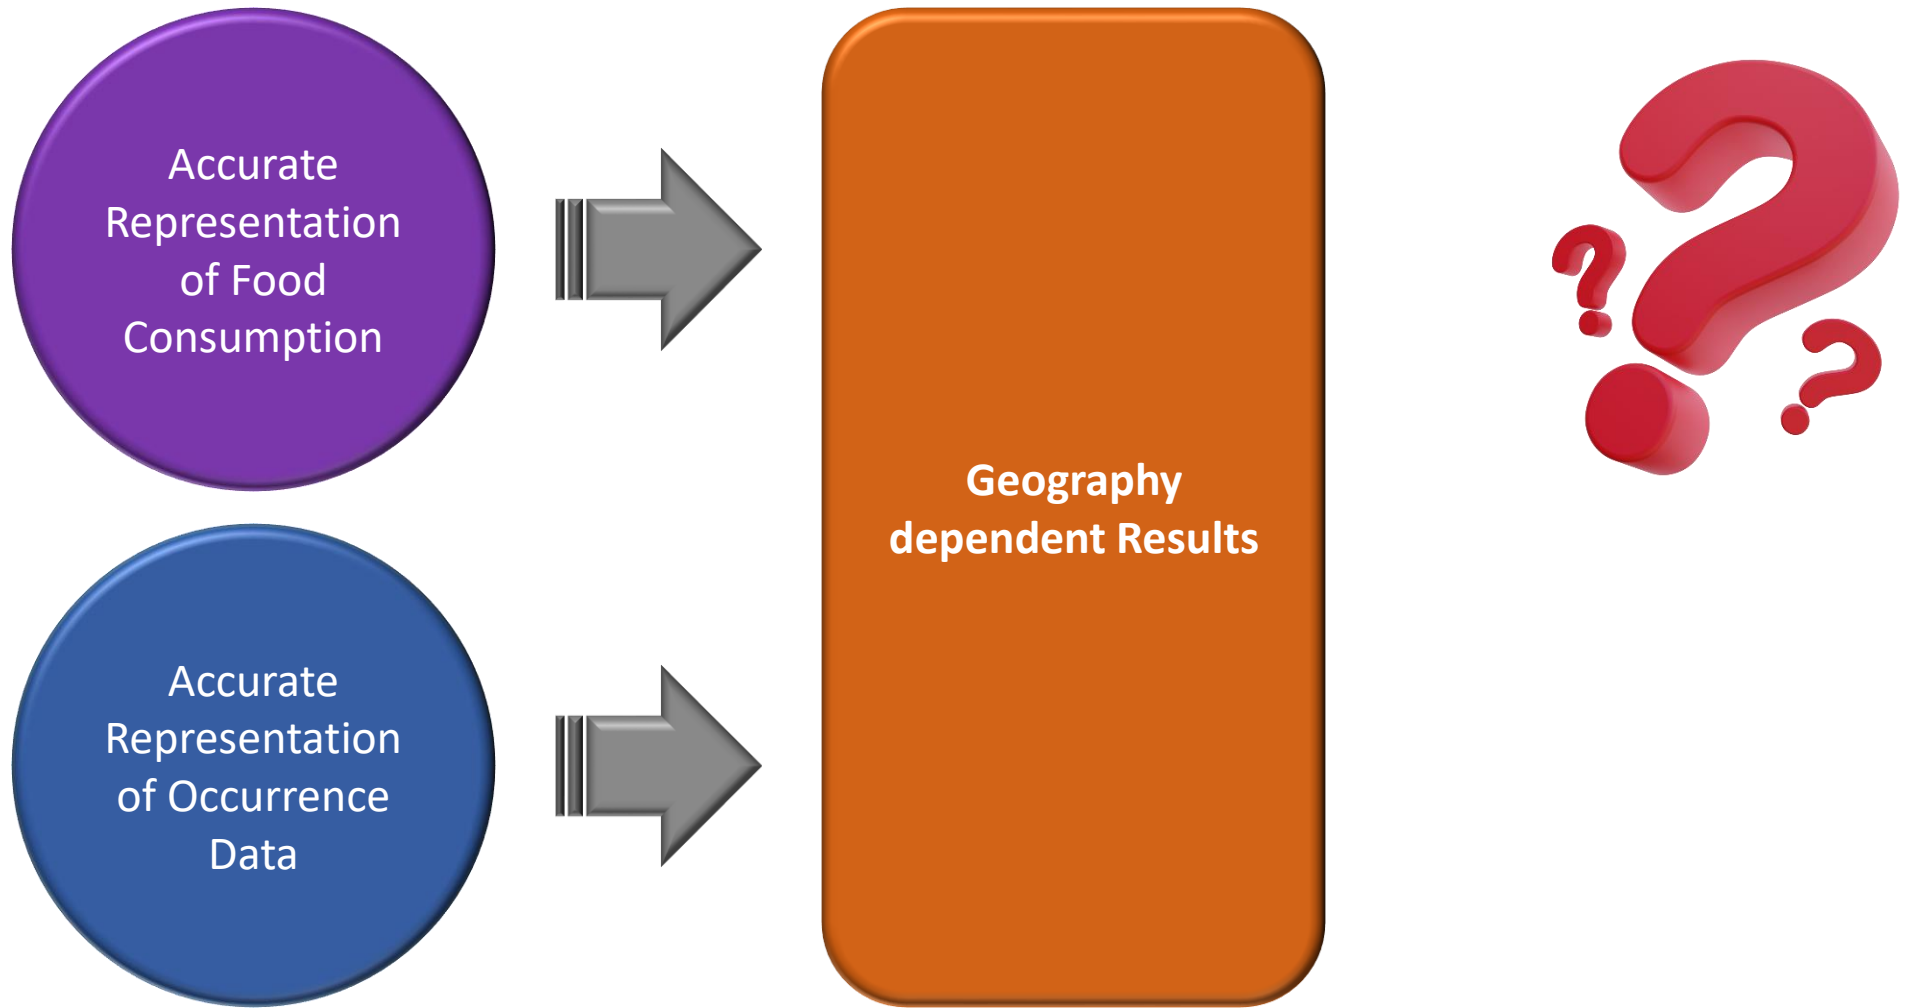 Accurate
Representation
of Food
Consumption
Geography
dependent Results
Accurate
Representation
of Occurrence
Data